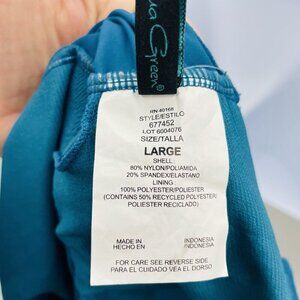 Green®
RN 40168
STYLE/ESTILO
677452
LOT 6004076
SIZE/TALLA
LARGE
SHELL
80% NYLON/POLIAMIDA
20% SPANDEX/ELASTANO
LINING
100% POLYESTER/POLIESTER
(CONTAINS 50% RECYCLED POLYESTER/
POLIESTER RECICLADO)
MADE IN INDONESIA
HECHO EN INDONESIA
FOR CARE SEE REVERSE SIDE
PARA EL CUIDADO VEA EL DORSO